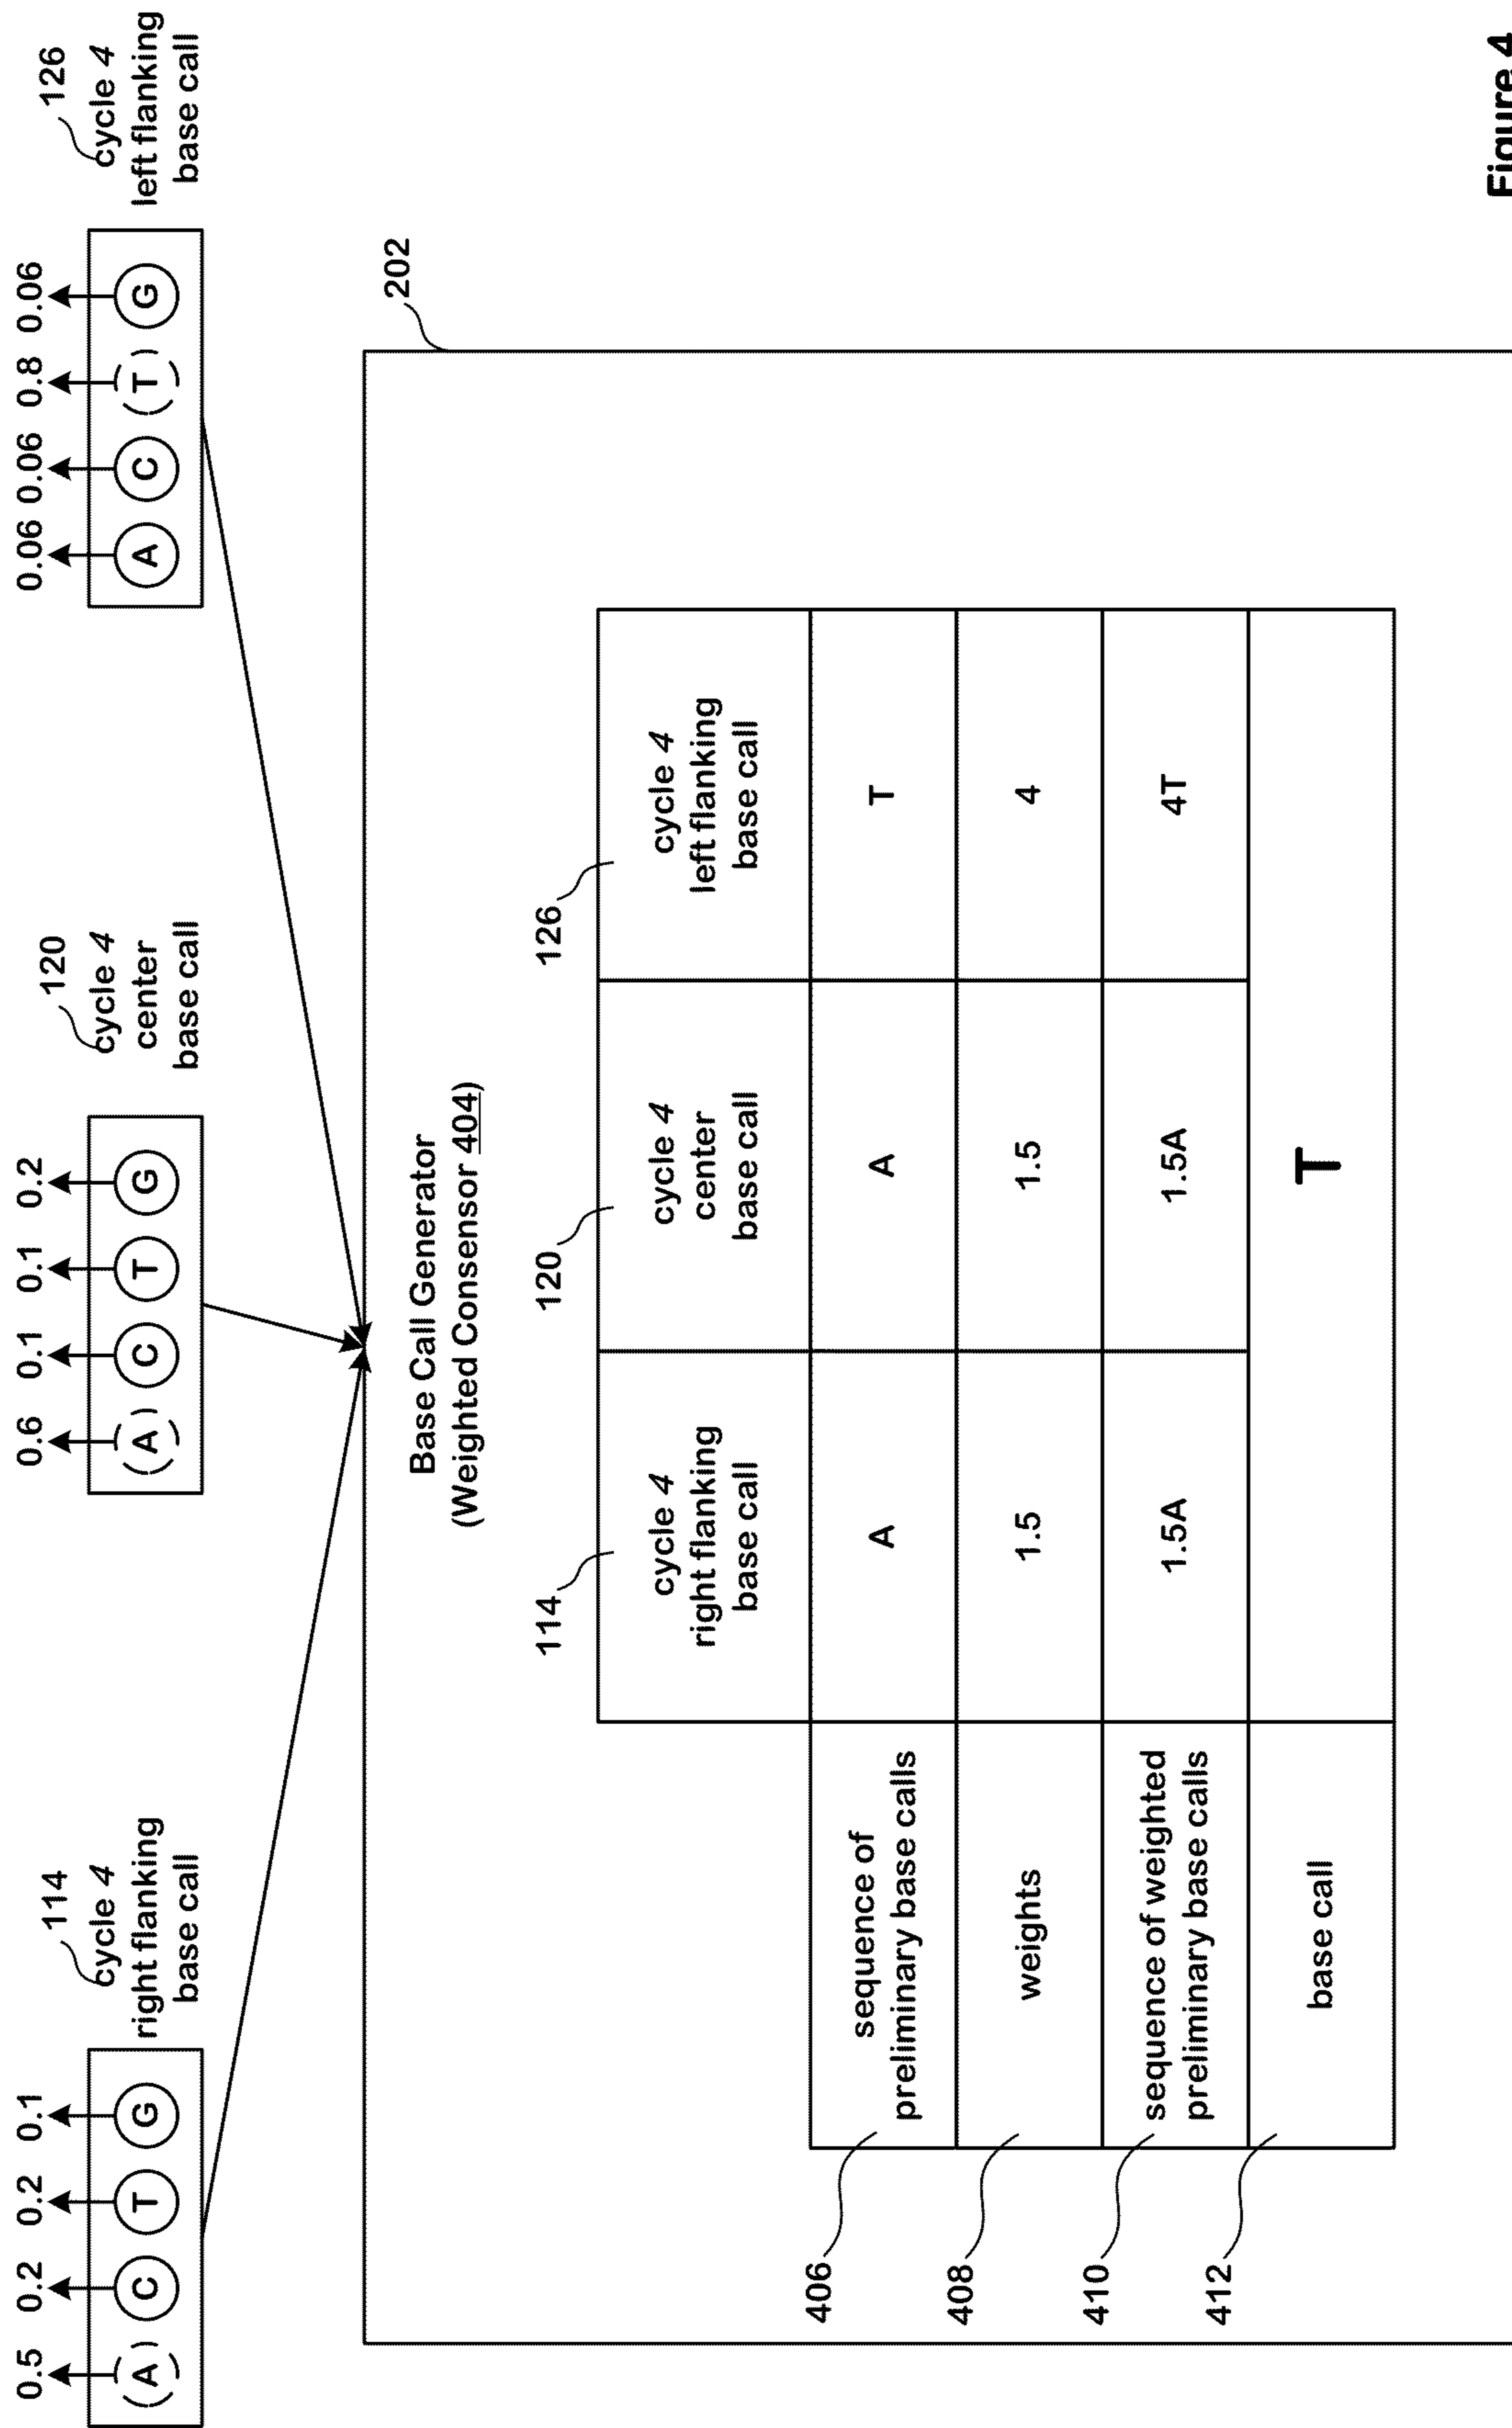 0.5 0.2 0.2 0.1
A C T G
114
cycle 4
right flanking
base call
0.6 0.1 0.1 0.2
A C T G
120
cycle 4
center
base call
0.06 0.06 0.8 0.06
A C T G
126
cycle 4
left flanking
base call
202
Base Call Generator
(Weighted Consensor 404)
114
120
126
cycle 4
right flanking
base call
cycle 4
center
base call
cycle 4
left flanking
base call
406
sequence of
preliminary base calls
A
A
T
408
weights
1.5
1.5
4
410
sequence of weighted
preliminary base calls
1.5A
1.5A
4T
412
base call
T
Figure 4